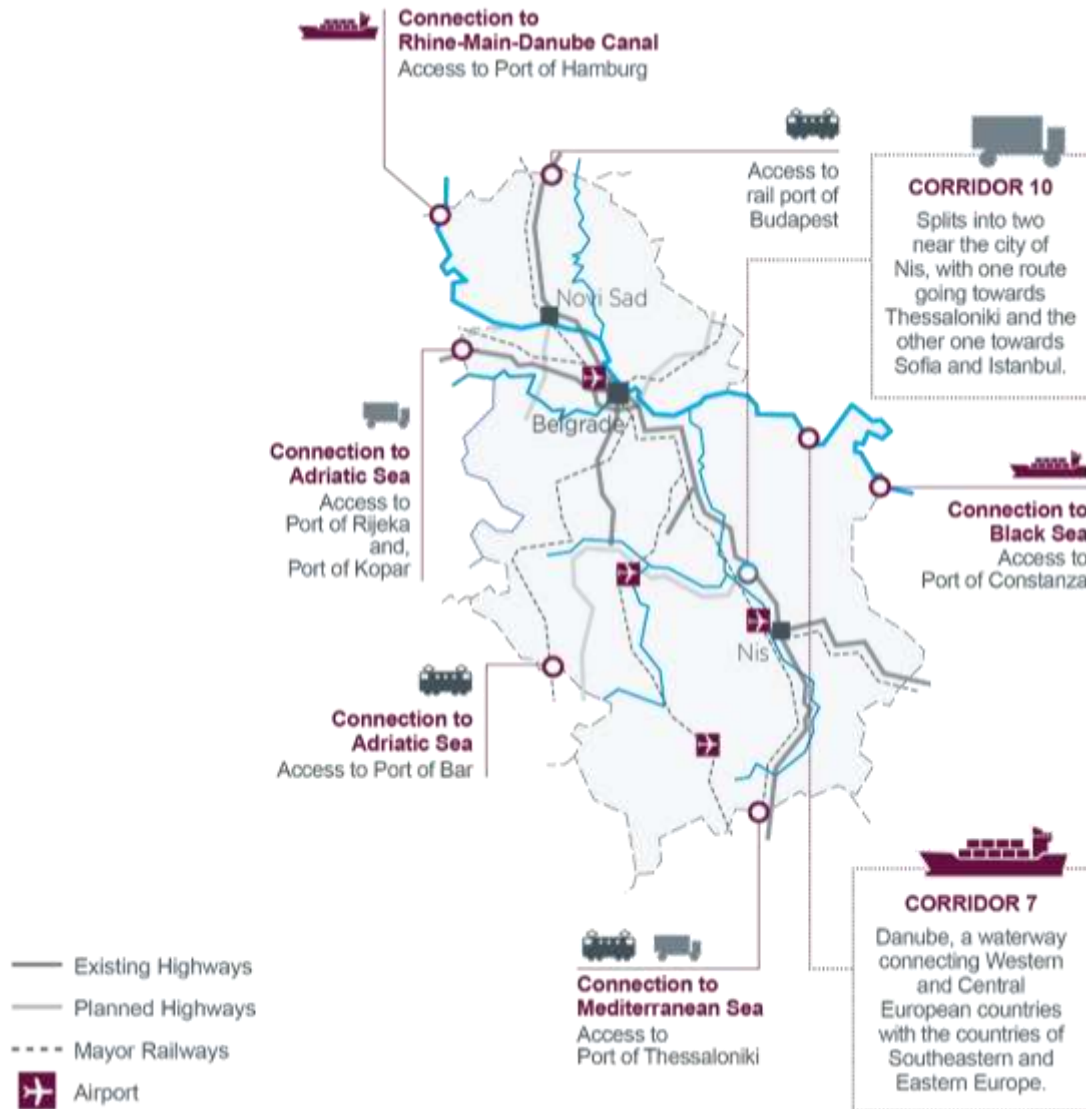 Connection to
Rhine-Main-Danube Canal
Access to Port of Hamburg
Access to
rail port of
Budapest
CORRIDOR 10
Splits into two
near the city of
Nis, with one route
going towards
Thessaloniki and the
other one towards
Sofia and Istanbul.
Novi Sad
Belgrade
Connection to
Adriatic Sea
Access to
Port of Rijeka
and,
Port of Kopar
Connection to
Black Sea
Access to
Port of Constanza
Nis
Connection to
Adriatic Sea
Access to Port of Bar
CORRIDOR 7
Danube, a waterway
connecting Western
and Central
European countries
with the countries of
Southeastern and
Eastern Europe.
Connection to
Mediterranean Sea
Access to
Port of Thessaloniki
Existing Highways
Planned Highways
Mayor Railways
Airport